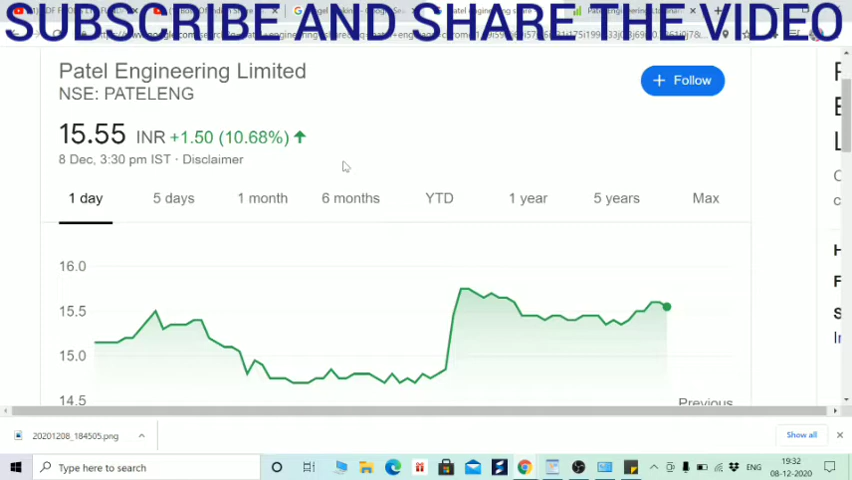 SUBSCRIBE AND SHARE THE VIDEO
Patel Engineering Limited
NSE: PATELENG
+ Follow
15.55 INR +1.50 (10.68%)
8 Dec, 3:30 pm IST · Disclaimer
1 day 5 days 1 month 6 months YTD 1 year 5 years Max
16.0
15.5
15.0
14.5
Previous
20201208_184505.png
Show all
Type here to search
ENG
19:32
08-12-2020